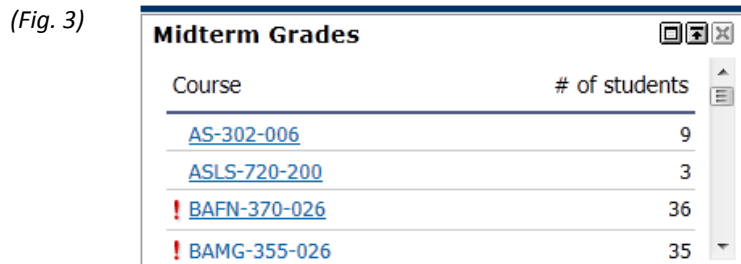 (Fig. 3)
Midterm Grades
Course # of students
AS-302-006 9
ASLS-720-200 3
! BAFN-370-026 36
! BAMG-355-026 35